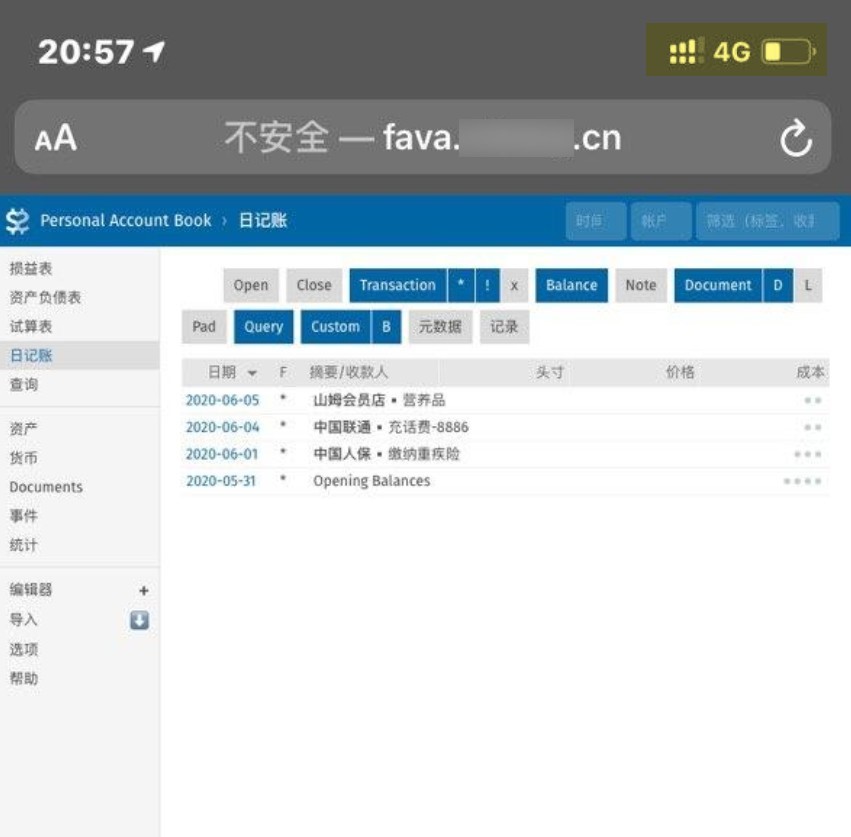 20:57 4G
AA 不安全 — fava. .cn
Personal Account Book › 日记账 时间 帐户 筛选 (标签, 收
损益表
资产负债表
试算表
日记账
查询
资产
货币
Documents
事件
统计
编辑器 +
导入
选项
帮助
Open Close Transaction * ! x Balance Note Document D L
Pad Query Custom B 元数据 记录
日期 F 摘要/收款人 头寸 价格 成本
2020-06-05 * 山姆会员店 ▪ 营养品
2020-06-04 * 中国联通 ▪ 充话费-8886
2020-06-01 * 中国人保 ▪ 缴纳重疾险
2020-05-31 * Opening Balances